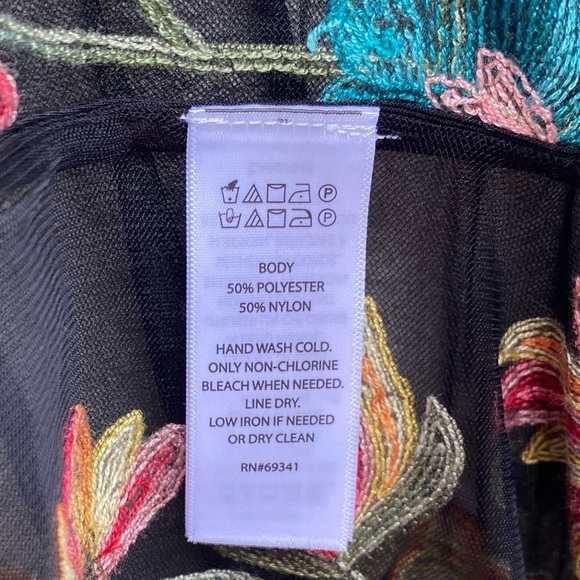 P
P
BODY
50% POLYESTER
50% NYLON
HAND WASH COLD.
ONLY NON-CHLORINE
BLEACH WHEN NEEDED.
LINE DRY.
LOW IRON IF NEEDED
OR DRY CLEAN
RN#69341